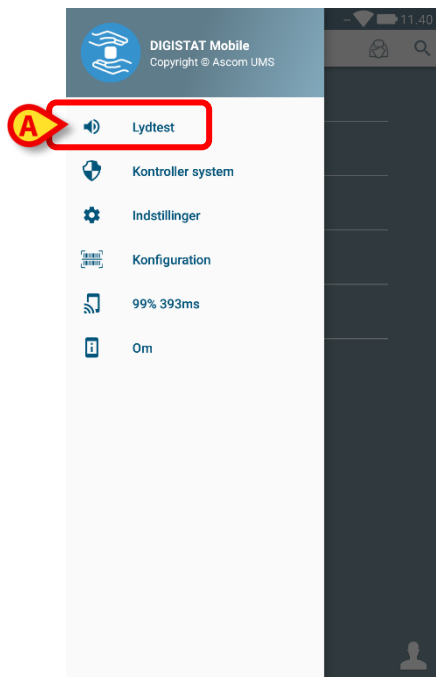 11.40
DIGISTAT Mobile
Copyright © Ascom UMS
A
Lydtest
Kontroller system
Indstillinger
Konfiguration
99% 393ms
Om